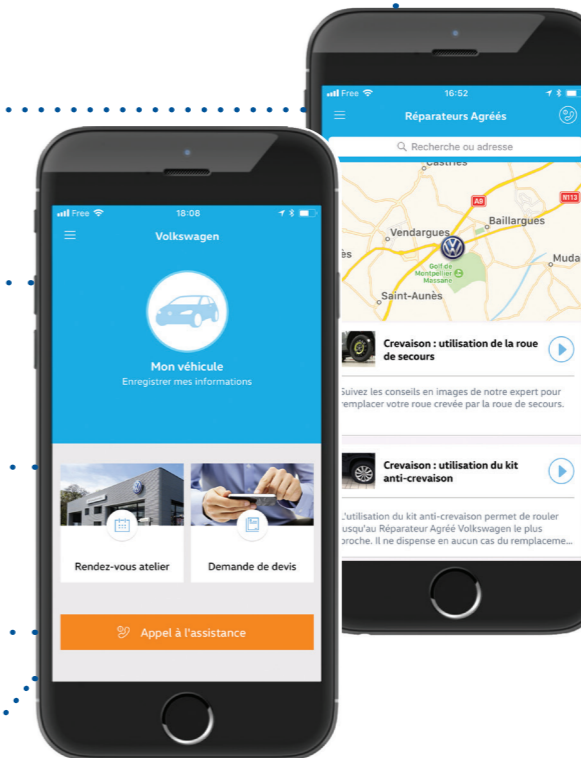 Free
16:52
Réparateurs Agréés
Recherche ou adresse
Castries
A9
N113
Vendargues
Baillargues
Golf de
Montpellier
Massane
Saint-Aunès
Crevaison : utilisation de la roue
de secours
Suivez les conseils en images de notre expert pour
remplacer votre roue crevée par la roue de secours.
Crevaison : utilisation du kit
anti-crevaison
L'utilisation du kit anti-crevaison permet de rouler
jusqu'au Réparateur Agréé Volkswagen le plus
proche. Il ne dispense en aucun cas du remplaceme...
Free
18:08
Volkswagen
Mon véhicule
Enregistrer mes informations
Rendez-vous atelier
Demande de devis
Appel à l'assistance